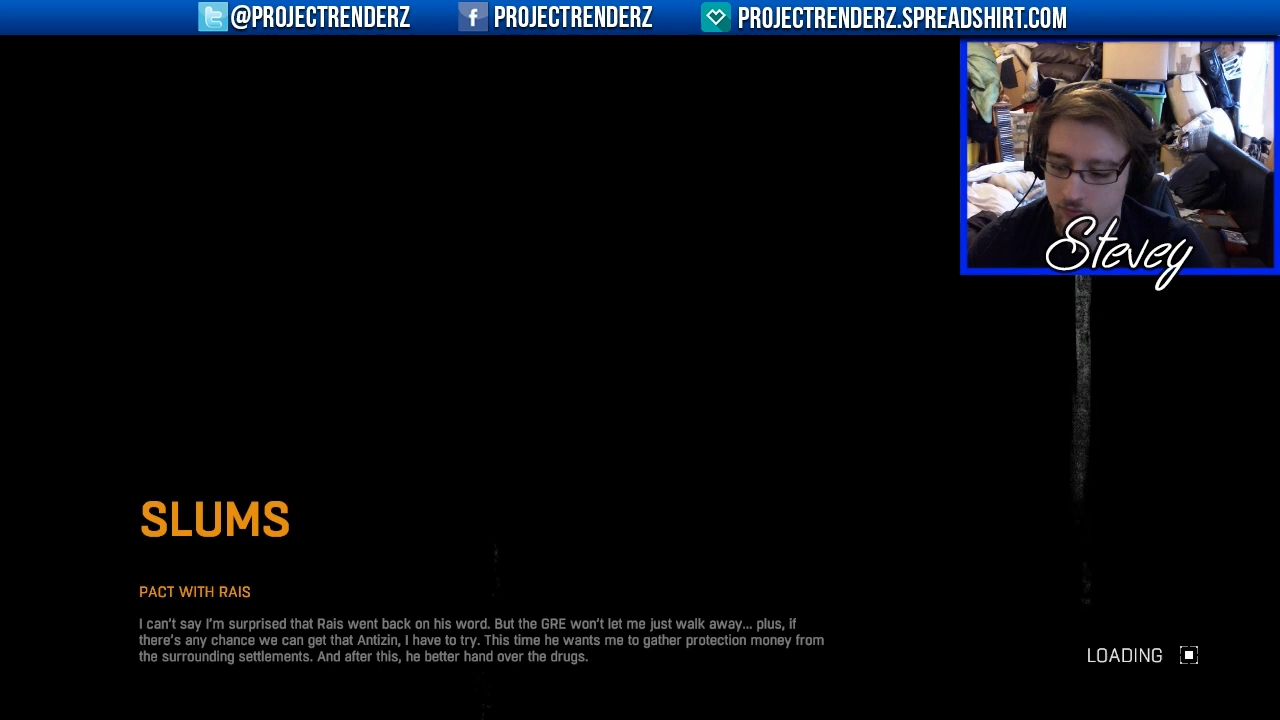 @PROJECTRENDERZ PROJECTRENDERZ PROJECTRENDERZ.SPREADSHIRT.COM
Stevey
SLUMS
PACT WITH RAIS
I can't say I'm surprised that Rais went back on his word. But the GRE won't let me just walk away... plus, if
there's any chance we can get that Antizin, I have to try. This time he wants me to gather protection money from
the surrounding settlements. And after this, he better hand over the drugs.
LOADING